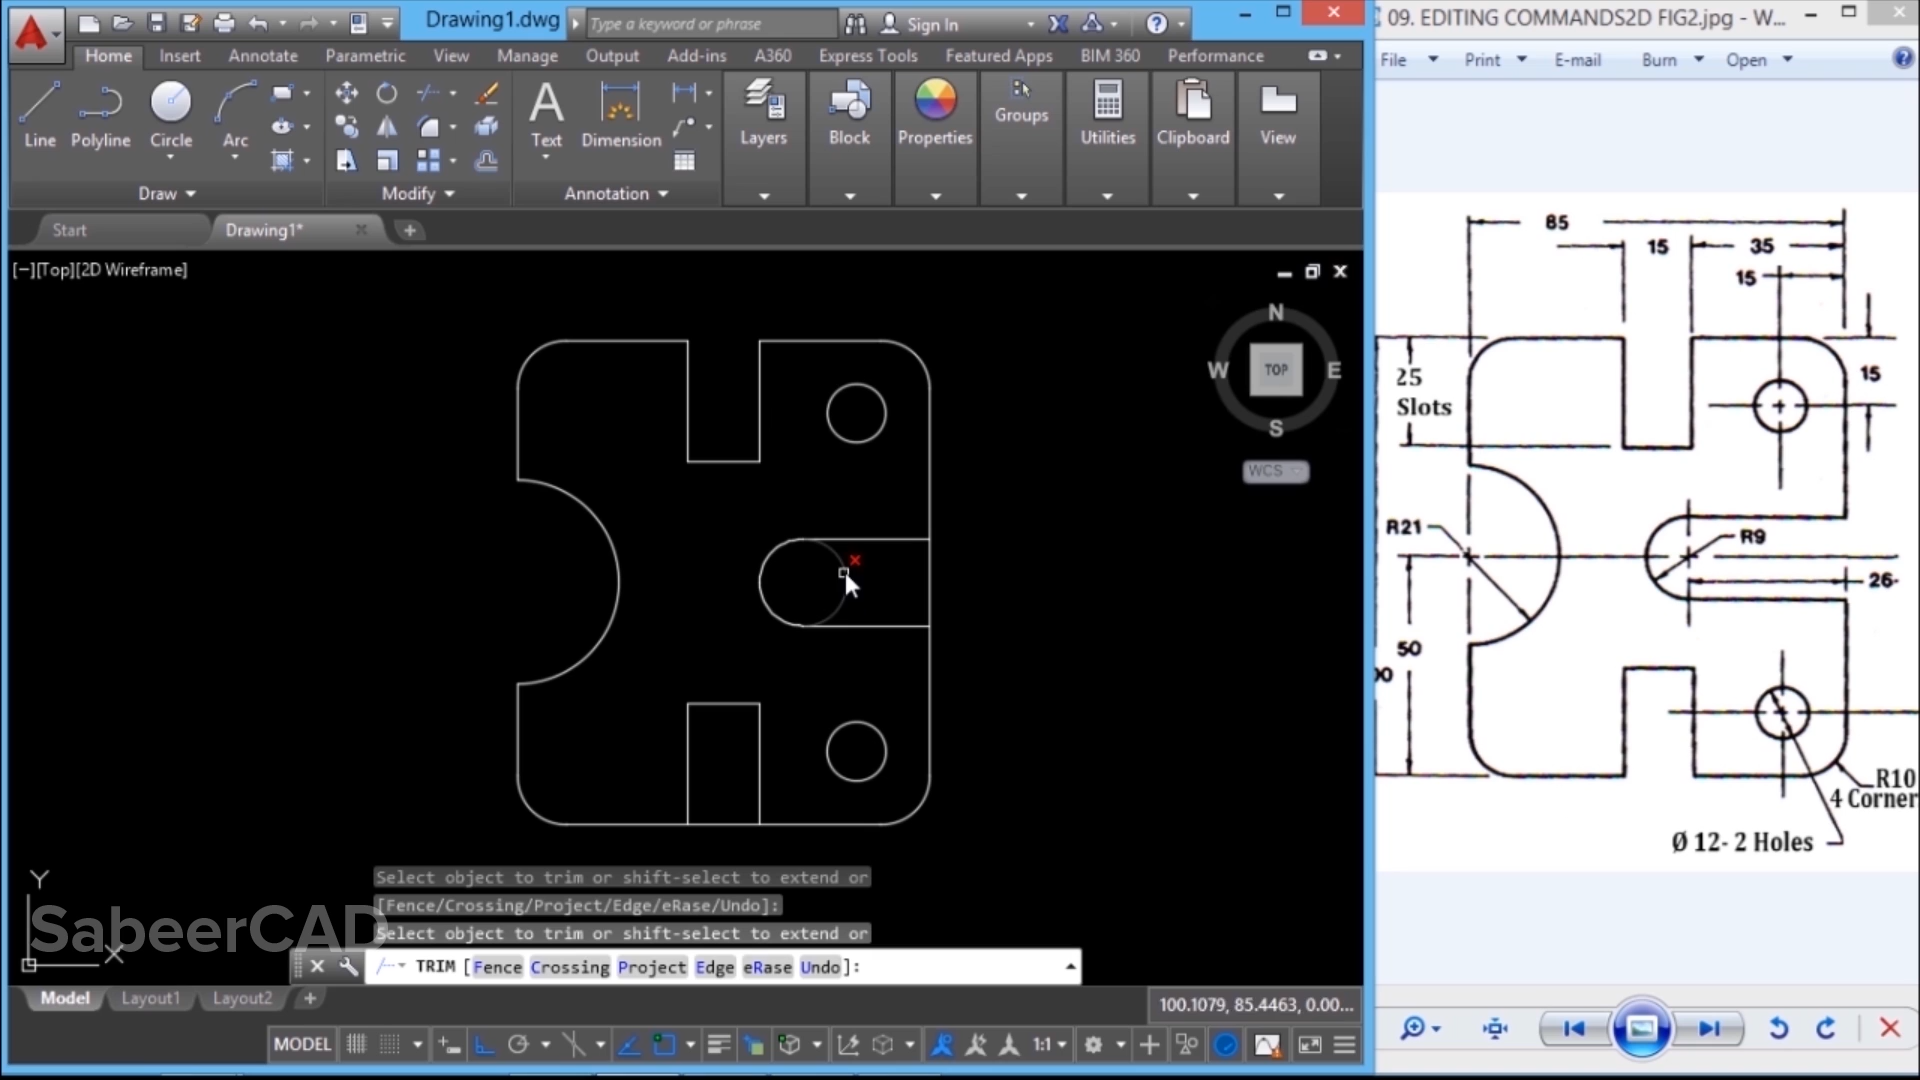 Drawing1.dwg
Type a keyword or phrase
Sign In
Home Insert Annotate Parametric View Manage Output Add-ins A360 Express Tools Featured Apps BIM 360 Performance
Line
Polyline
Circle
Arc
Text
Dimension
Layers
Block
Properties
Groups
Utilities
Clipboard
View
Draw
Modify
Annotation
Start
Drawing1*
[−][Top][2D Wireframe]
N
W
TOP
E
S
WCS
Y
X
SabeerCAD
Select object to trim or shift-select to extend or
[Fence/Crossing/Project/Edge/eRase/Undo]:
Select object to trim or shift-select to extend or
TRIM [Fence Crossing Project Edge eRase Undo]:
Model
Layout1
Layout2
100.1079, 85.4463, 0.00...
MODEL
1:1
09. EDITING COMMANDS2D FIG2.jpg - W...
File
Print
E-mail
Burn
Open
85
15
35
15
15
25
Slots
R21
R9
26
50
R10
4 Corner
Ø 12- 2 Holes